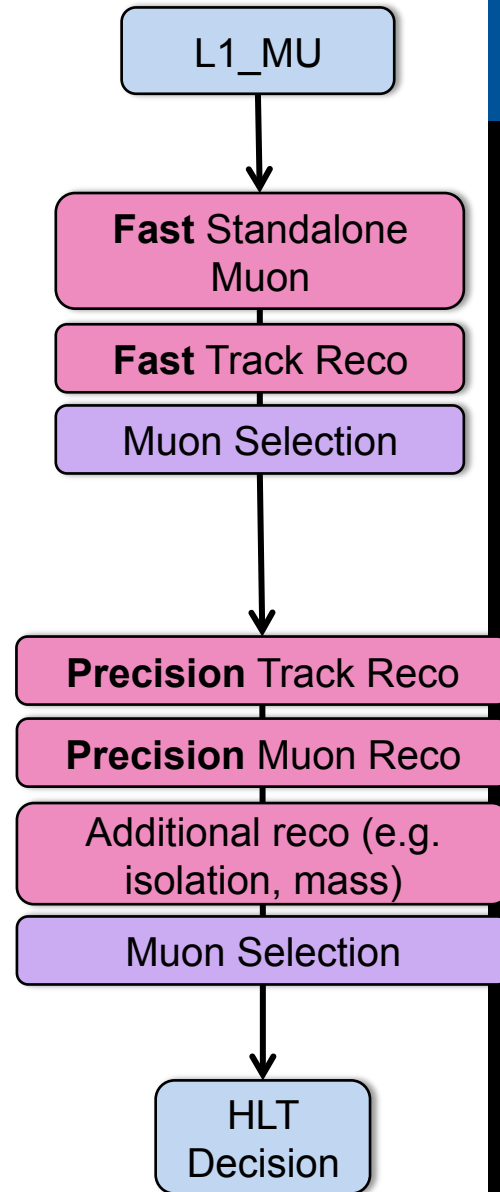 L1_MU
Fast Standalone
Muon
Fast Track Reco
Muon Selection
Precision Track Reco
Precision Muon Reco
Additional reco (e.g.
isolation, mass)
Muon Selection
HLT
Decision